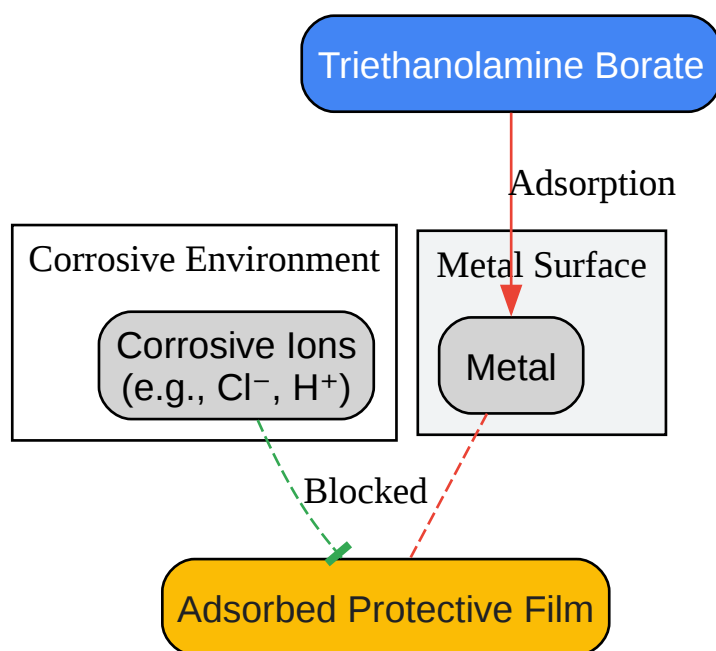 Triethanolamine Borate
Adsorption
Corrosive Environment
Metal Surface
Corrosive Ions
(e.g., Cl⁻, H⁺)
Metal
Blocked
Adsorbed Protective Film